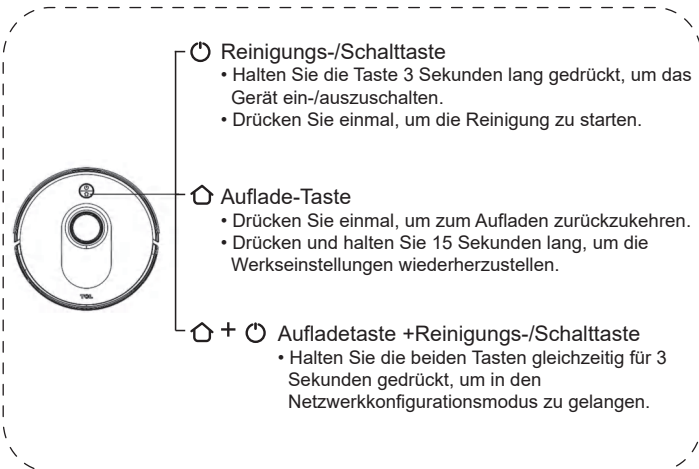 Reinigungs-/Schalttaste
• Halten Sie die Taste 3 Sekunden lang gedrückt, um das
Gerät ein-/auszuschalten.
• Drücken Sie einmal, um die Reinigung zu starten.
Auflade-Taste
• Drücken Sie einmal, um zum Aufladen zurückzukehren.
• Drücken und halten Sie 15 Sekunden lang, um die
Werkseinstellungen wiederherzustellen.
TCL
+ Aufladetaste +Reinigungs-/Schalttaste
• Halten Sie die beiden Tasten gleichzeitig für 3
Sekunden gedrückt, um in den
Netzwerkkonfigurationsmodus zu gelangen.